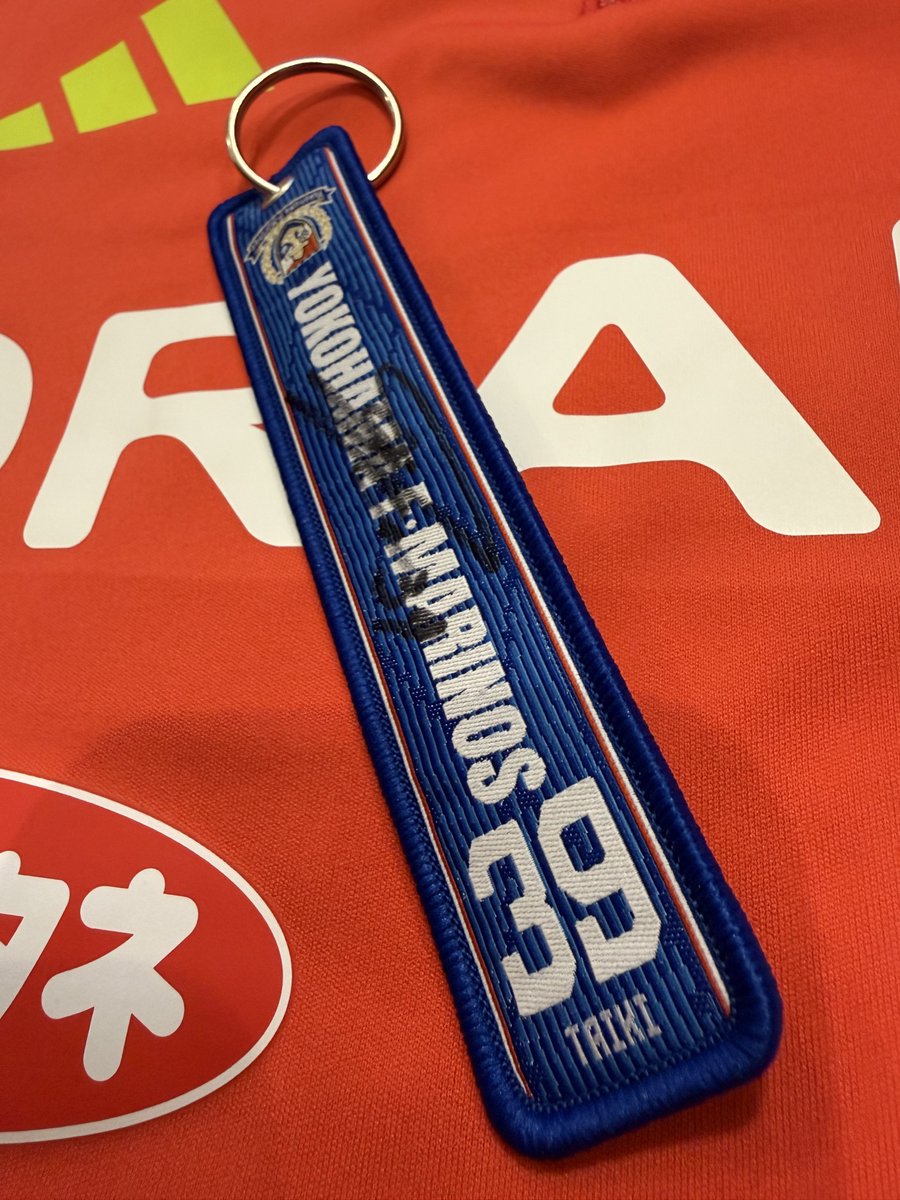 R A
YOKOHAMA F·MARINOS
39
TAIKI
タネ